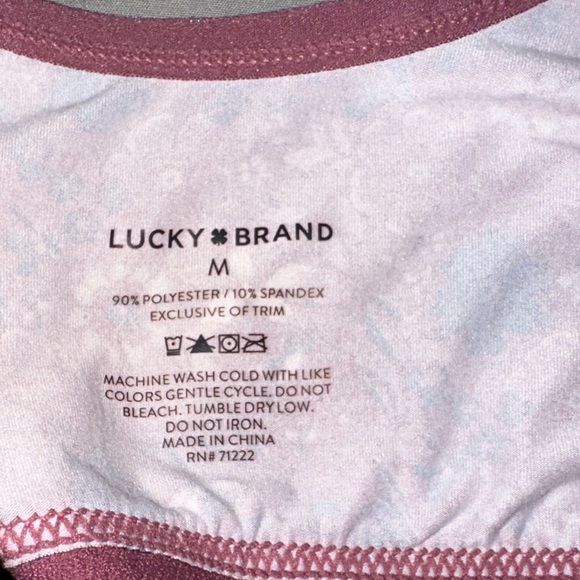 LUCKY BRAND
M
90% POLYESTER / 10% SPANDEX
EXCLUSIVE OF TRIM
MACHINE WASH COLD WITH LIKE
COLORS GENTLE CYCLE. DO NOT
BLEACH. TUMBLE DRY LOW.
DO NOT IRON.
MADE IN CHINA
RN# 71222